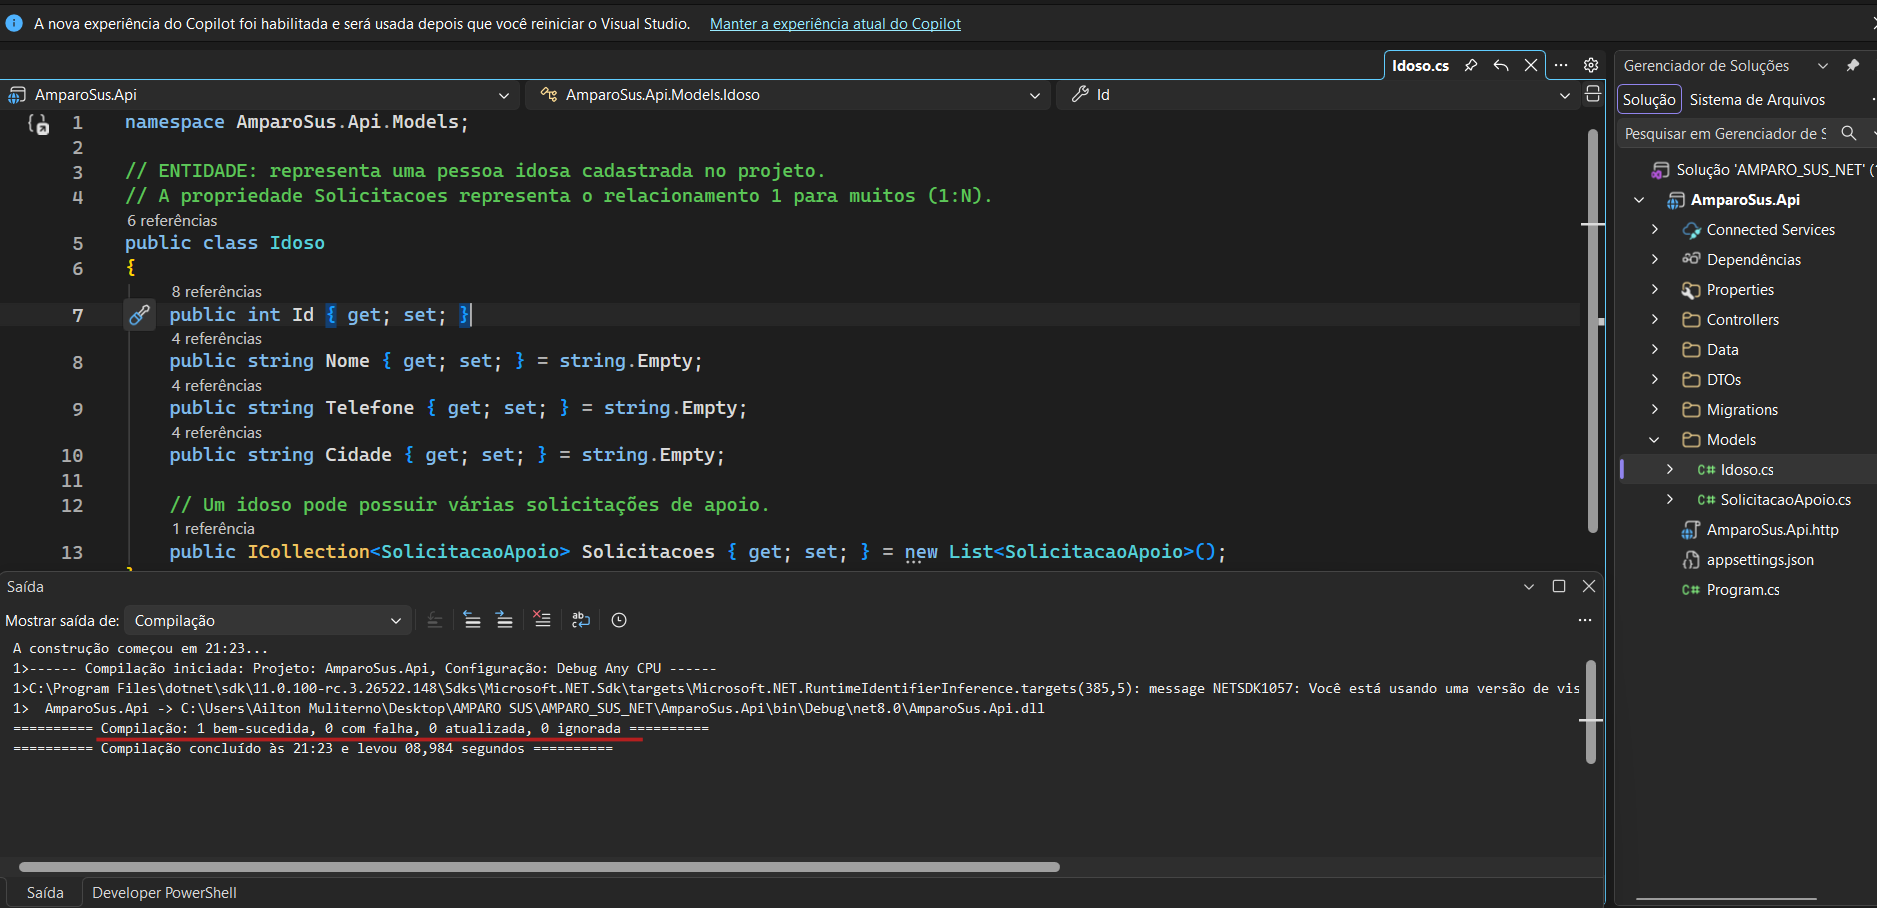 A nova experiência do Copilot foi habilitada e será usada depois que você reiniciar o Visual Studio. Manter a experiência atual do Copilot
Idoso.cs
AmparoSus.Api
AmparoSus.Api.Models.Idoso
Id
1 namespace AmparoSus.Api.Models;
2
3 // ENTIDADE: representa uma pessoa idosa cadastrada no projeto.
4 // A propriedade Solicitacoes representa o relacionamento 1 para muitos (1:N).
6 referências
5 public class Idoso
6 {
8 referências
7 public int Id { get; set; }
4 referências
8 public string Nome { get; set; } = string.Empty;
4 referências
9 public string Telefone { get; set; } = string.Empty;
4 referências
10 public string Cidade { get; set; } = string.Empty;
11
12 // Um idoso pode possuir várias solicitações de apoio.
1 referência
13 public ICollection<SolicitacaoApoio> Solicitacoes { get; set; } = new List<SolicitacaoApoio>();
Saída
Mostrar saída de: Compilação
A construção começou em 21:23...
1>------ Compilação iniciada: Projeto: AmparoSus.Api, Configuração: Debug Any CPU ------
1>C:\Program Files\dotnet\sdk\11.0.100-rc.3.26522.148\Sdks\Microsoft.NET.Sdk\targets\Microsoft.NET.RuntimeIdentifierInference.targets(385,5): message NETSDK1057: Você está usando uma versão de vis
1>  AmparoSus.Api -> C:\Users\Ailton Muliterno\Desktop\AMPARO SUS\AMPARO_SUS_NET\AmparoSus.Api\bin\Debug\net8.0\AmparoSus.Api.dll
========== Compilação: 1 bem-sucedida, 0 com falha, 0 atualizada, 0 ignorada ==========
========== Compilação concluído às 21:23 e levou 08,984 segundos ==========
Saída
Developer PowerShell
Gerenciador de Soluções
Solução
Sistema de Arquivos
Pesquisar em Gerenciador de S
Solução 'AMPARO_SUS_NET' (
AmparoSus.Api
Connected Services
Dependências
Properties
Controllers
Data
DTOs
Migrations
Models
C# Idoso.cs
C# SolicitacaoApoio.cs
AmparoSus.Api.http
appsettings.json
C# Program.cs